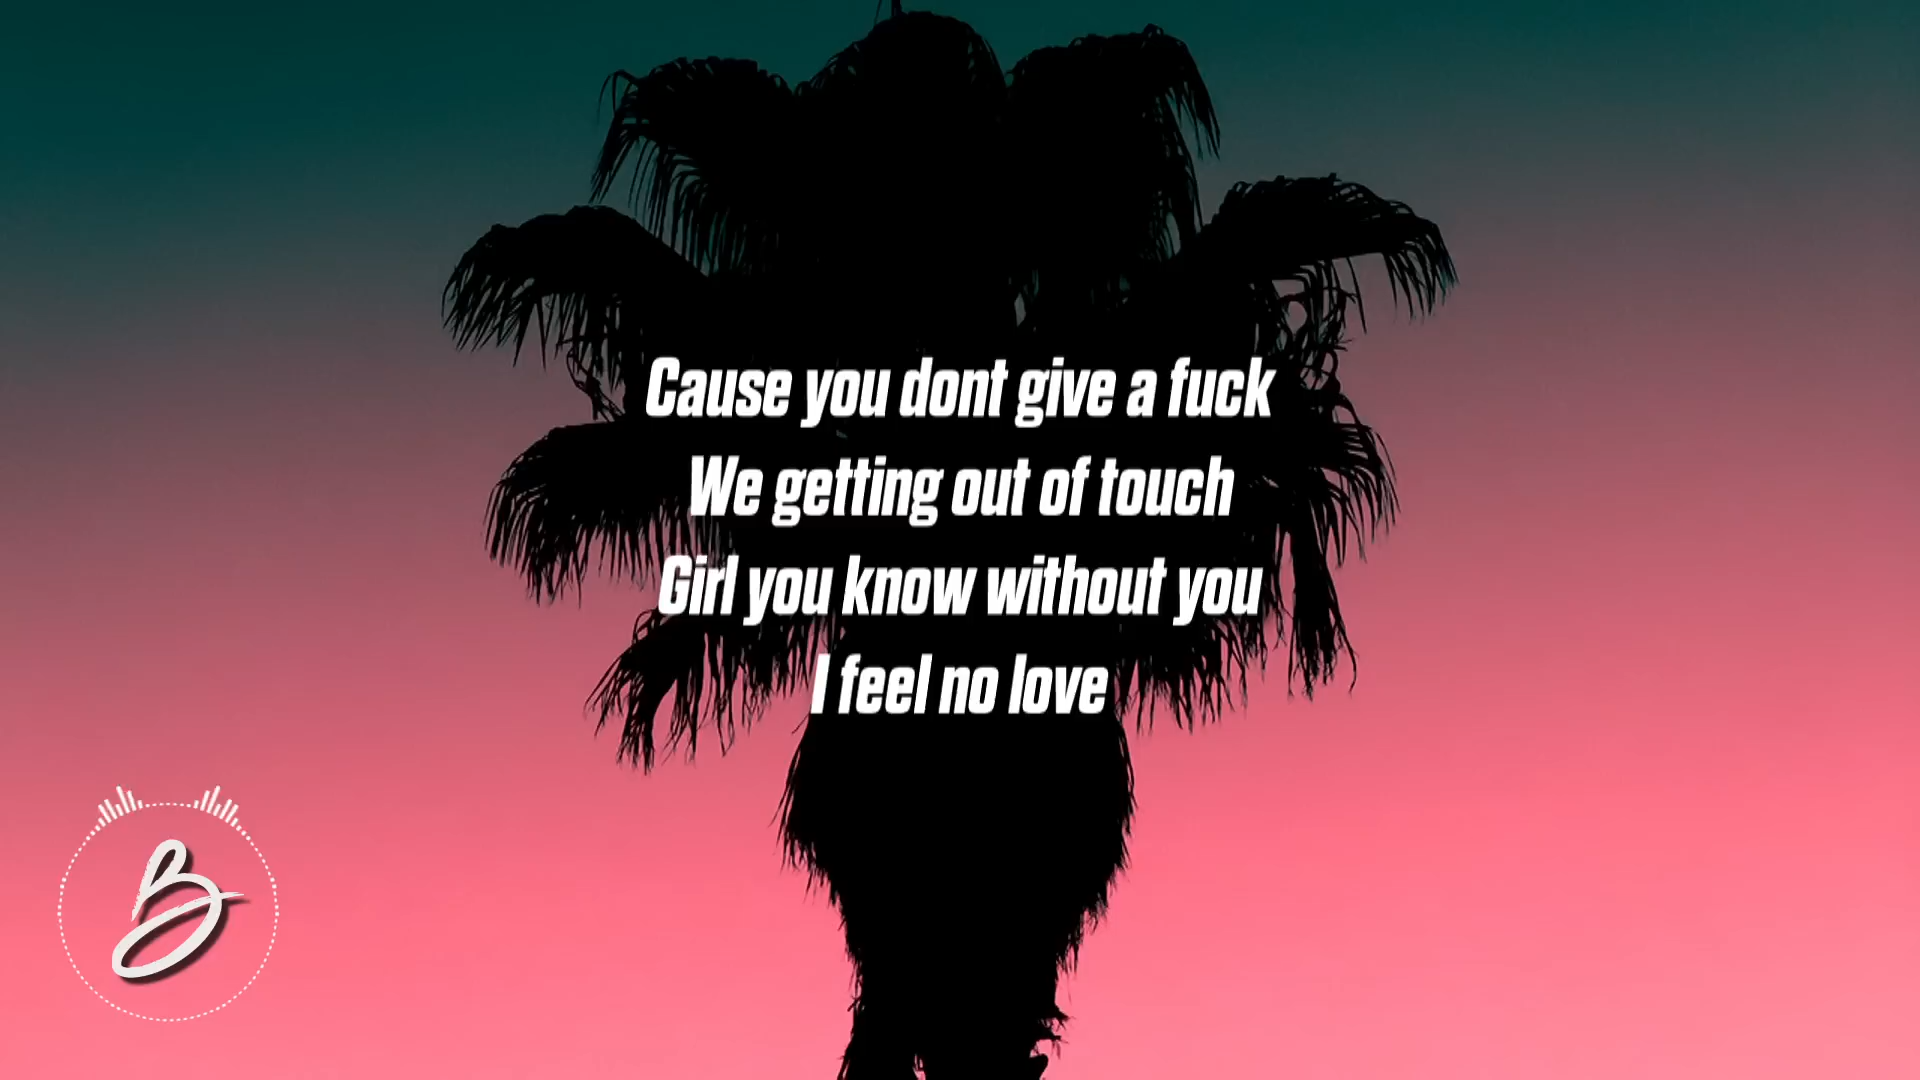 Cause you dont give a fuck
We getting out of touch
Girl you know without you
I feel no love
B